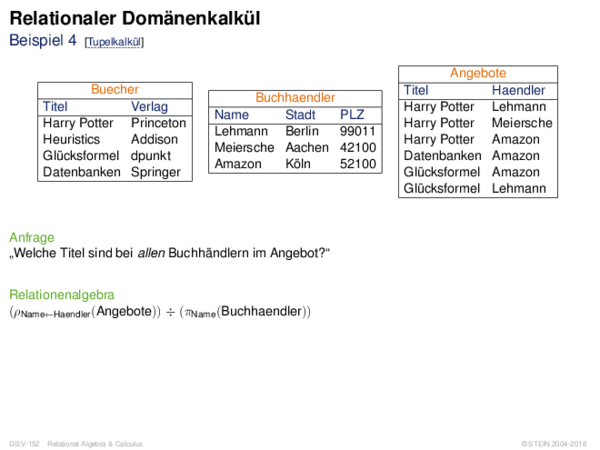 Relationaler Domänenkalkül
Beispiel 4 [Tupelkalkül]
Buecher
Titel Verlag
Harry Potter Princeton
Heuristics Addison
Glücksformel dpunkt
Datenbanken Springer
Buchhaendler
Name Stadt PLZ
Lehmann Berlin 99011
Meiersche Aachen 42100
Amazon Köln 52100
Angebote
Titel Haendler
Harry Potter Lehmann
Harry Potter Meiersche
Harry Potter Amazon
Datenbanken Amazon
Glücksformel Amazon
Glücksformel Lehmann
Anfrage
„Welche Titel sind bei allen Buchhändlern im Angebot?“
Relationenalgebra
(ρName←Haendler(Angebote)) ÷ (πName(Buchhaendler))
DB:V-152 Relational Algebra & Calculus
© STEIN 2004-2018